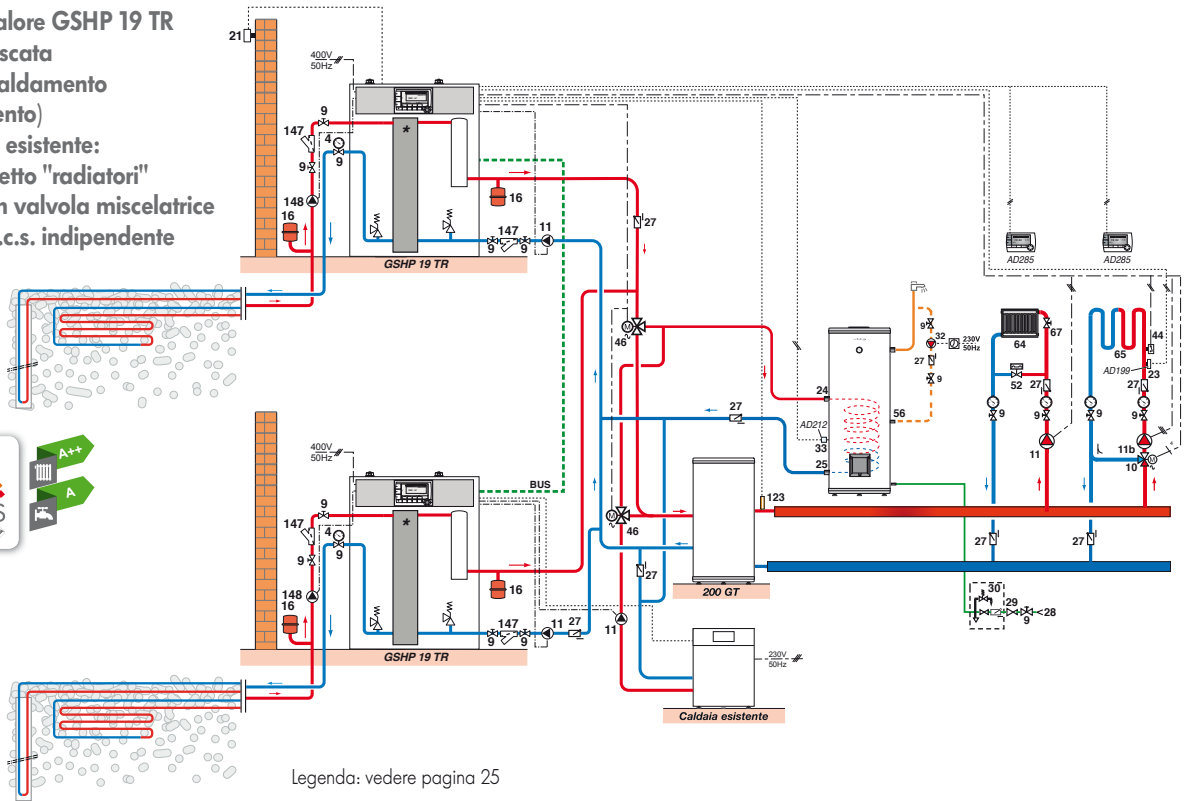 alore GSHP 19 TR
scata
aldamento
ento)
esistente:
etto "radiatori"
n valvola miscelatrice
.c.s. indipendente
21
400V
50Hz
9
147
4
9
9
148
16
*
16
147
9
9
11
GSHP 19 TR
27
46
AD285
AD285
9
32
230V
50Hz
27
9
24
56
AD212
33
25
64
67
52
27
9
9
11
65
44
AD199
23
27
9
11b
10
M
4
A++
A
400V
50Hz
BUS
9
147
4
9
9
148
16
*
16
147
9
9
11
27
GSHP 19 TR
27
M
46
M
27
11
123
200 GT
230V
50Hz
Caldaia esistente
27
27
30
29
28
9
Legenda: vedere pagina 25